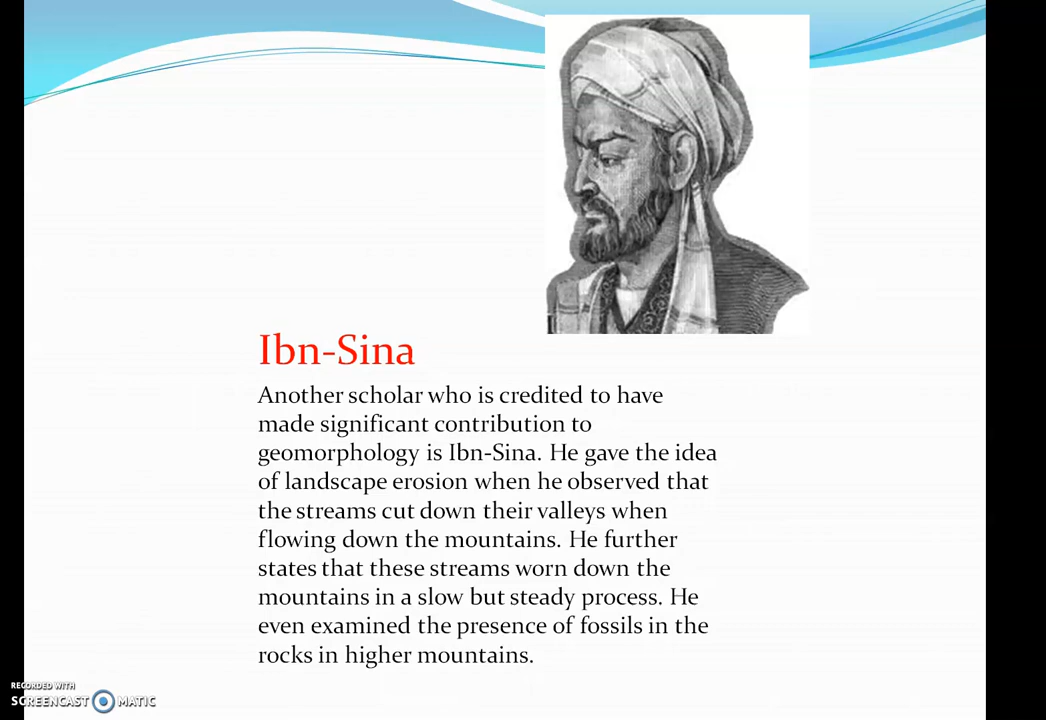 Ibn-Sina
Another scholar who is credited to have
made significant contribution to
geomorphology is Ibn-Sina. He gave the idea
of landscape erosion when he observed that
the streams cut down their valleys when
flowing down the mountains. He further
states that these streams worn down the
mountains in a slow but steady process. He
even examined the presence of fossils in the
rocks in higher mountains.
RECORDED WITH
SCREENCAST MATIC